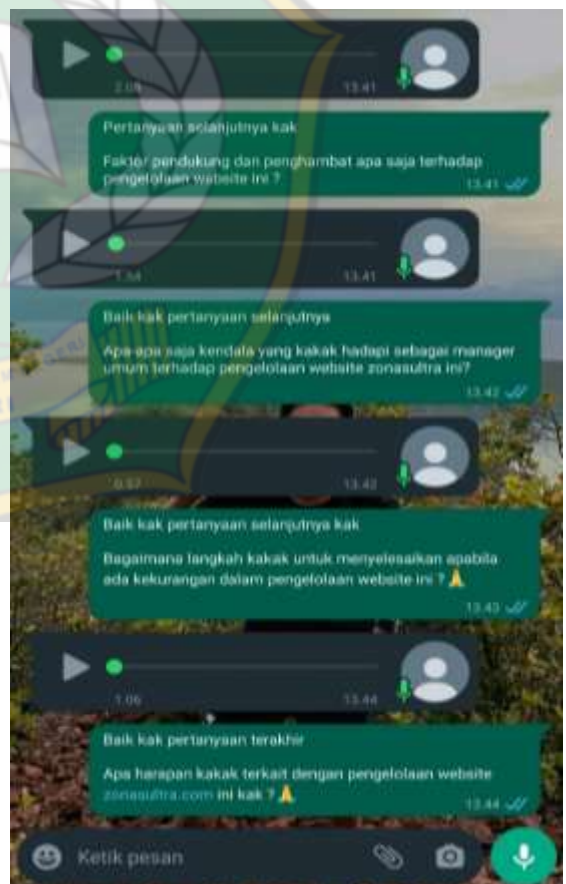 13.41
Pertanyaan selanjutnya kak
Faktor pendukung dan penghambat apa saja terhadap
pengelolaan website ini ?
13.41
13.41
Baik kak pertanyaan selanjutnya
Apa-apa saja kendala yang kakak hadapi sebagai manager
umum terhadap pengelolaan website zonasultra ini?
13.42
0.57
13.42
Baik kak pertanyaan selanjutnya kak
Bagaimana langkah kakak untuk menyelesaikan apabila
ada kekurangan dalam pengelolaan website ini ? 🙏
13.43
1.06
13.44
Baik kak pertanyaan terakhir
Apa harapan kakak terkait dengan pengelolaan website
zonasultra.com ini kak ? 🙏
13.44
Ketik pesan